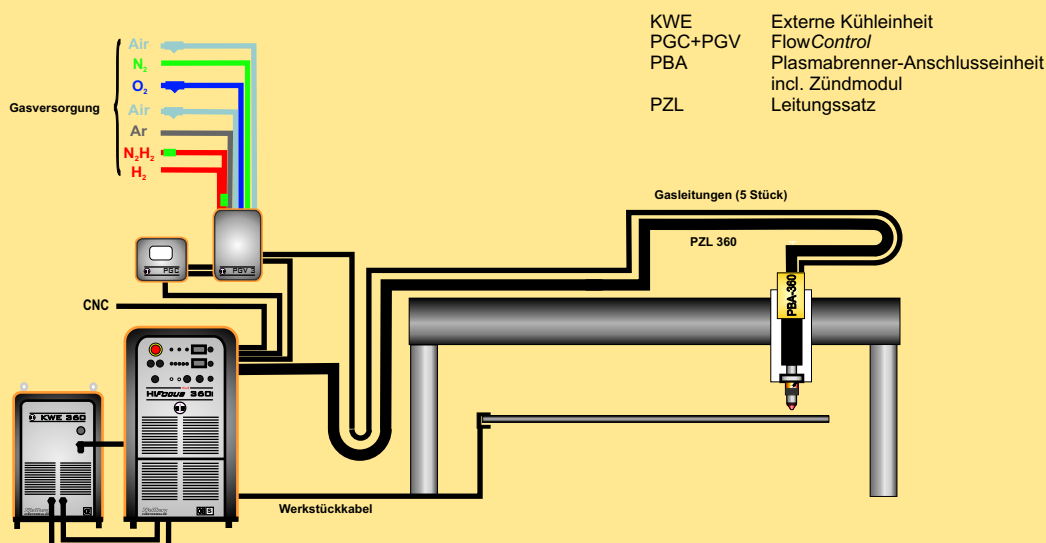 KWE Externe Kühleinheit
PGC+PGV FlowControl
PBA Plasmabrenner-Anschlusseinheit
incl. Zündmodul
PZL Leitungssatz
Gasversorgung
Air
N₂
O₂
Air
Ar
N₂H₂
H₂
Gasleitungen (5 Stück)
PZL 360
PBA-360
PGC
PGV 3
CNC
HiFocus 360i
KWE 360
Werkstückkabel